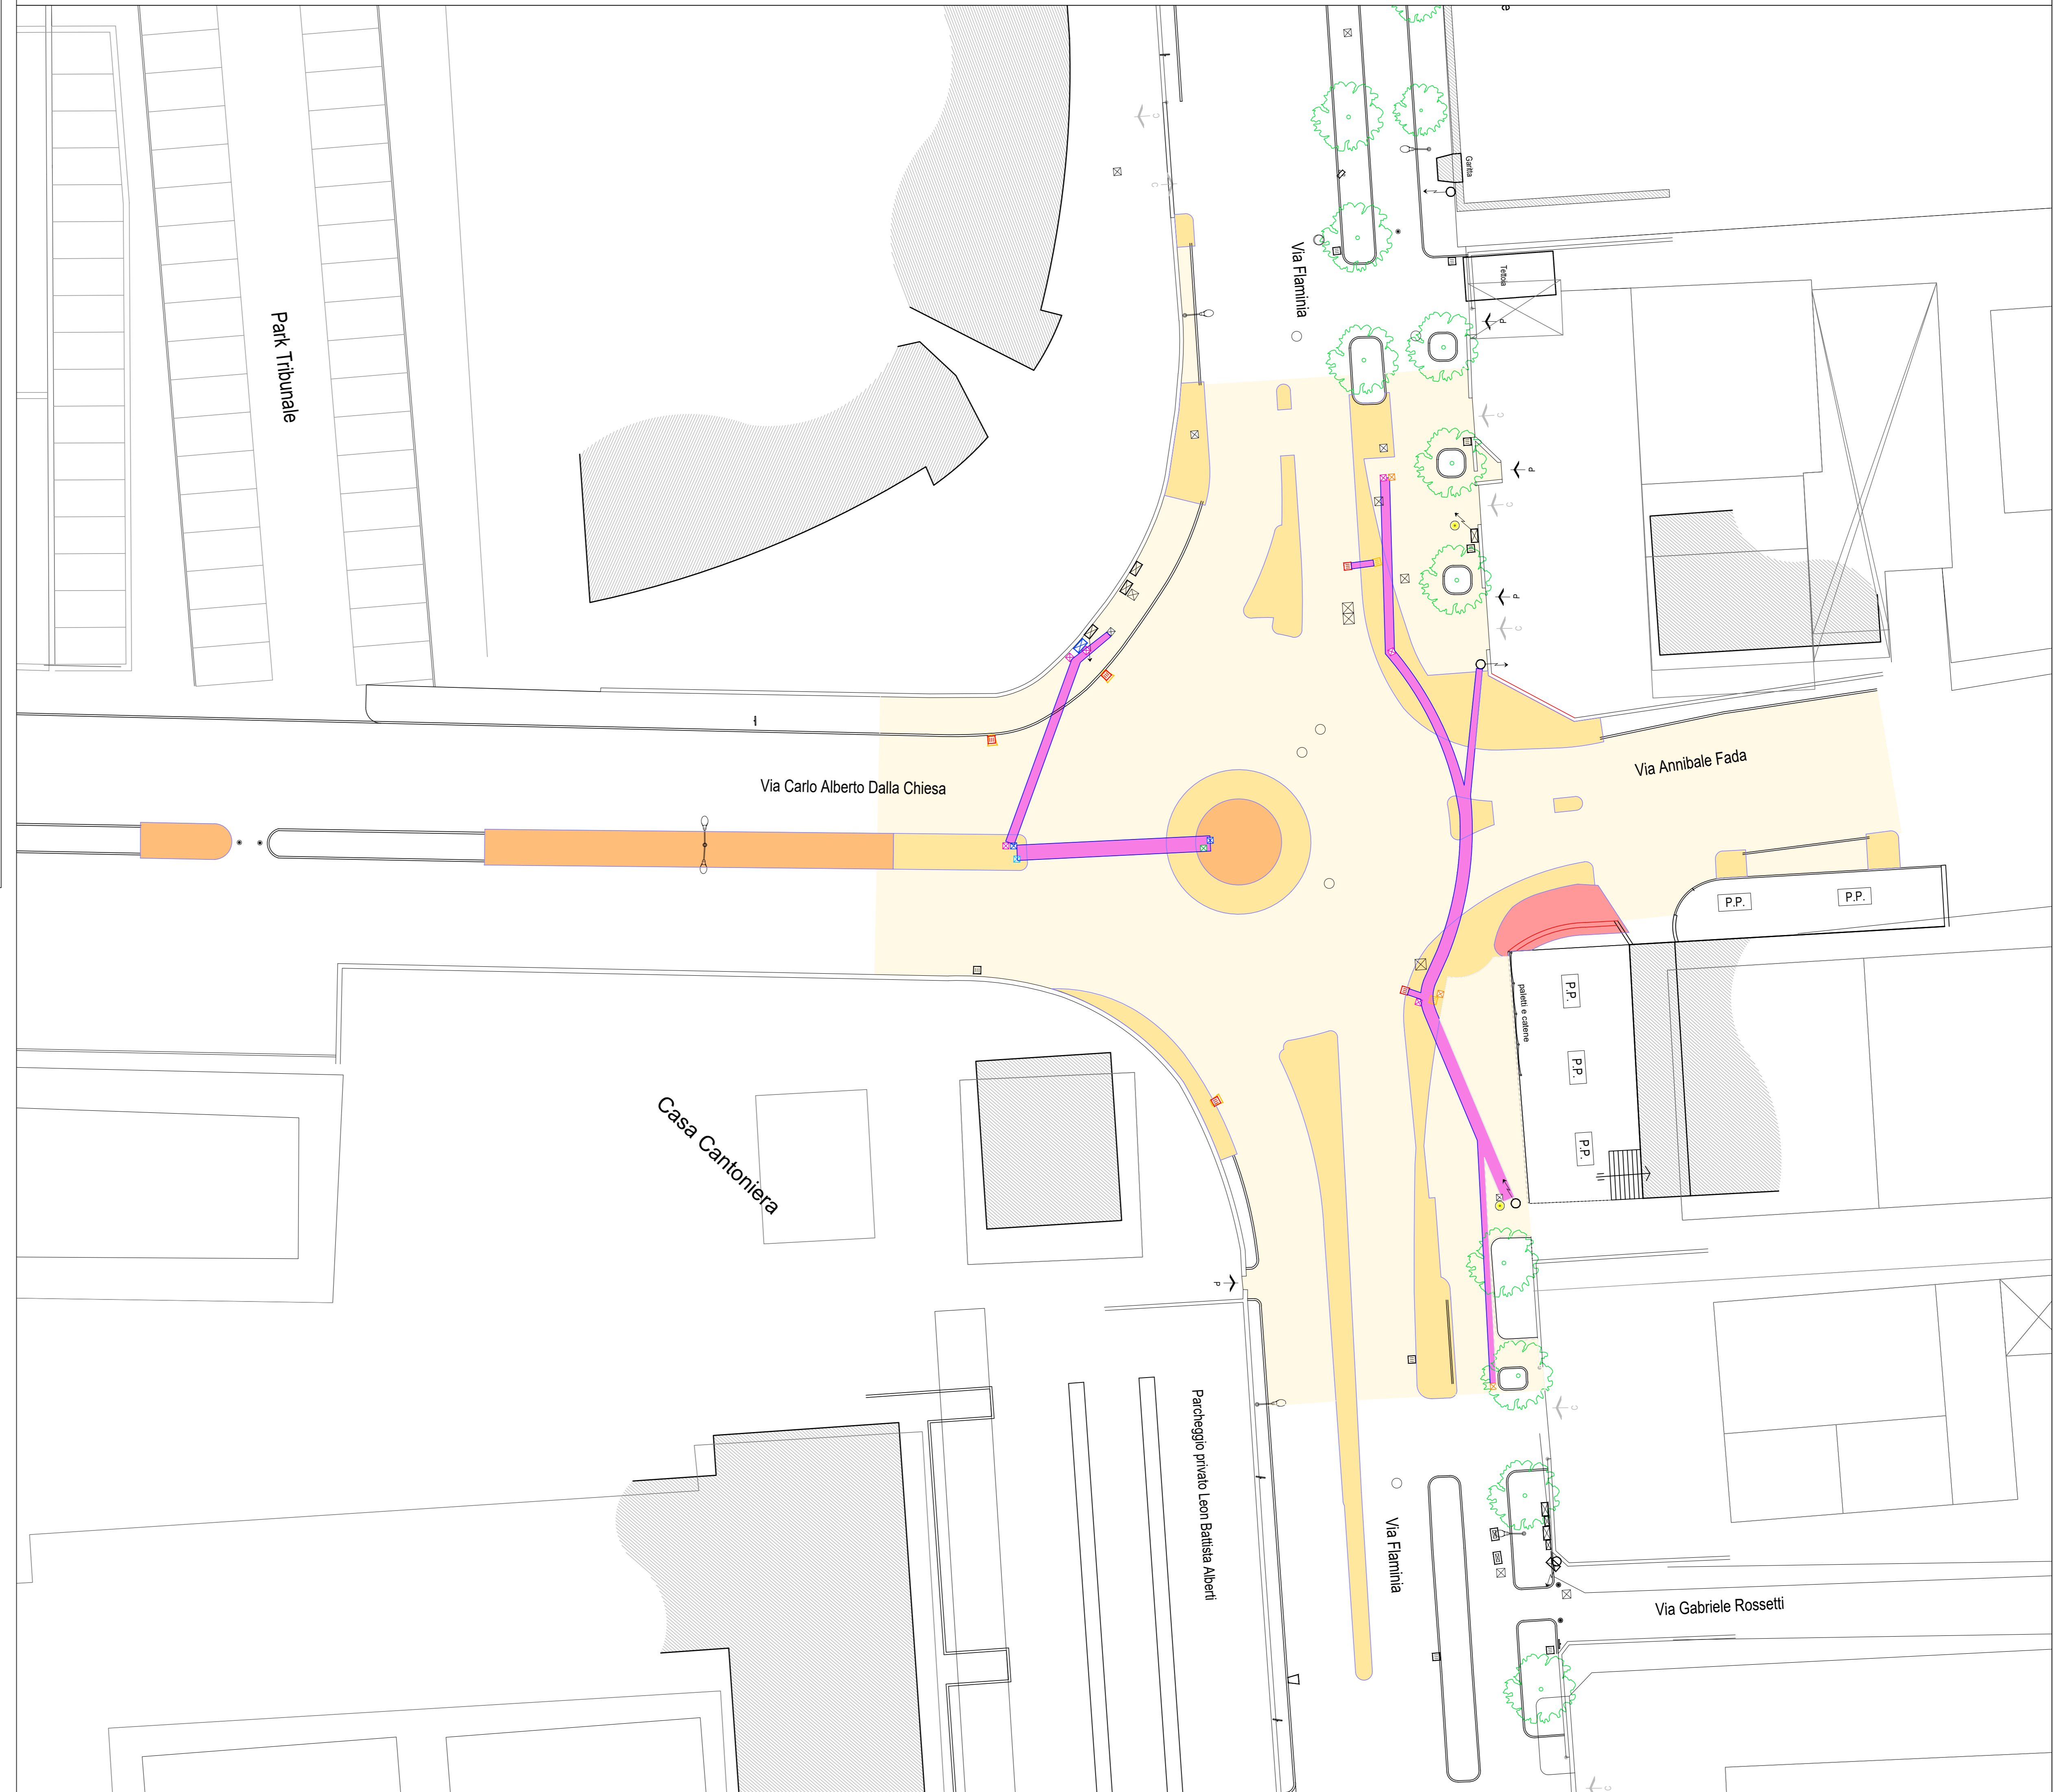 e
C
C
Garitta
Via Flaminia
Tettoia
Park Tribunale
P
C
P
C
P
C
Via Carlo Alberto Dalla Chiesa
Via Annibale Fada
P.P.
P.P.
P.P.
paletti e catene
P.P.
P.P.
Casa Cantoniera
P
C
Parcheggio privato Leon Battista Alberti
Via Flaminia
Via Gabriele Rossetti
C